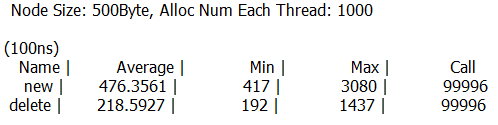 Node Size: 500Byte, Alloc Num Each Thread: 1000
(100ns)
Name | Average | Min | Max | Call
new | 476.3561 | 417 | 3080 | 99996
delete | 218.5927 | 192 | 1437 | 99996